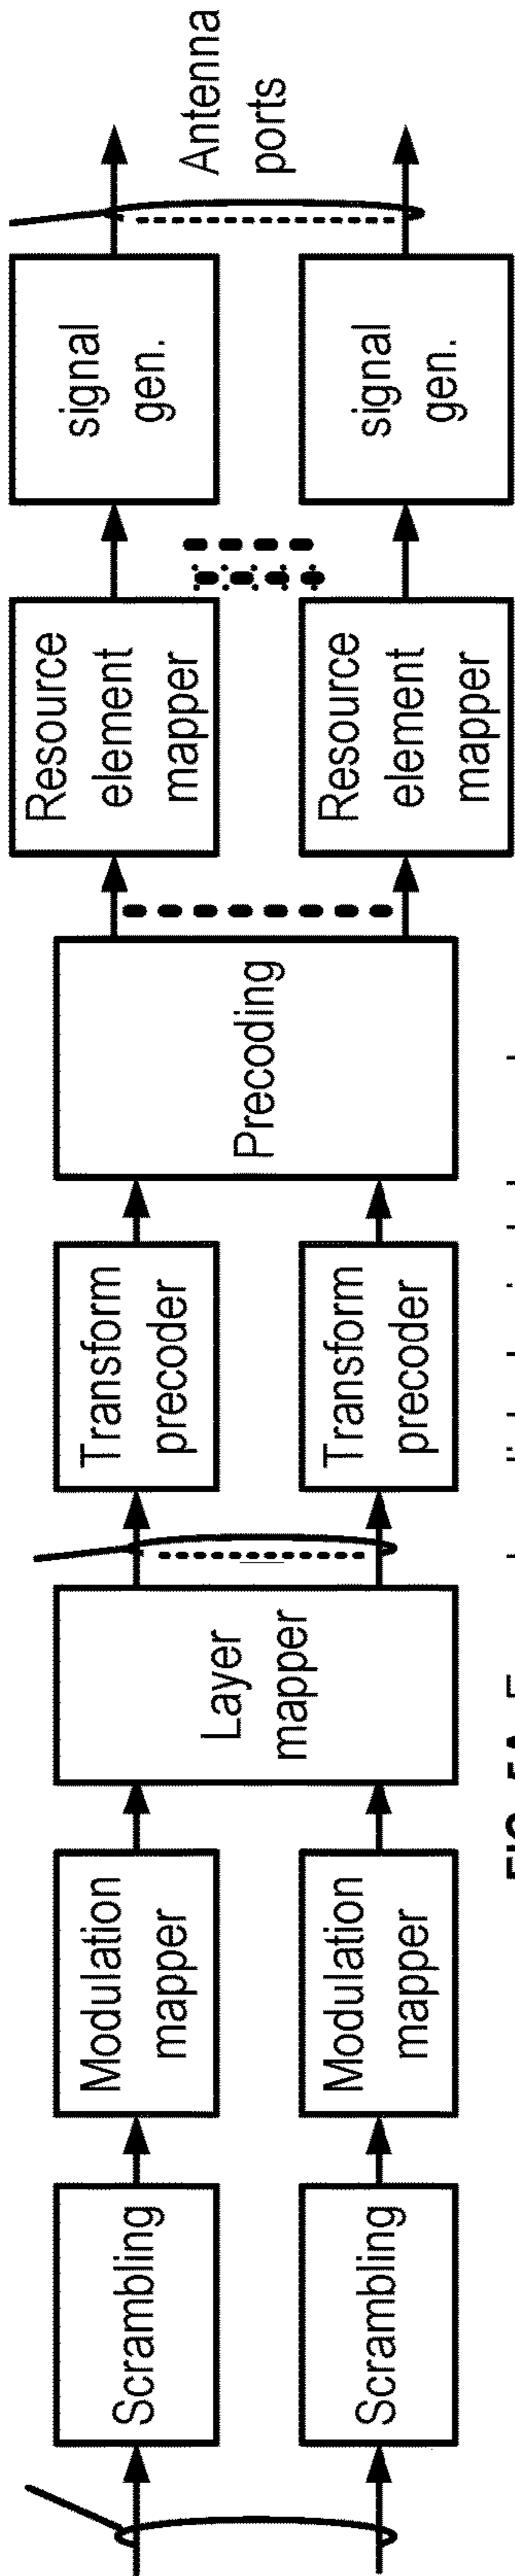 Scrambling
Modulation
mapper
Layer
mapper
Transform
precoder
Precoding
Resource
element
mapper
signal
gen.
Antenna
ports
Scrambling
Modulation
mapper
Transform
precoder
Resource
element
mapper
signal
gen.